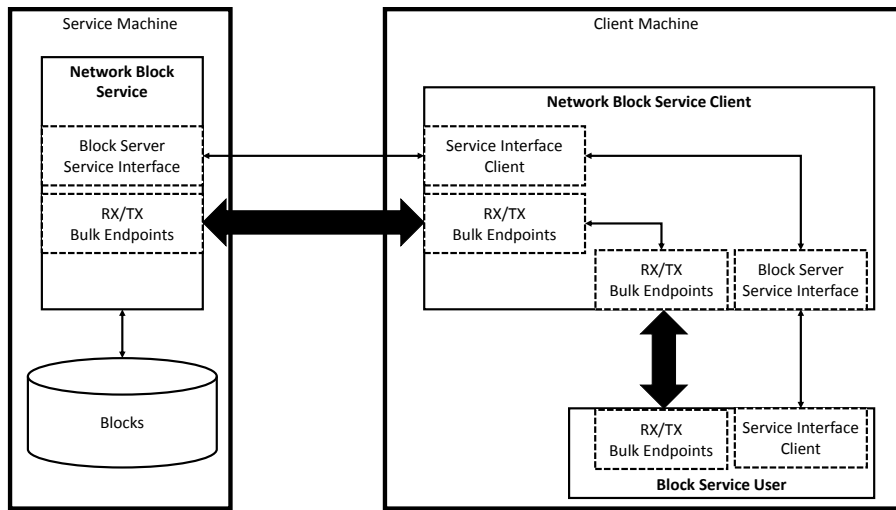 Service Machine
Network Block
Service
Block Server
Service Interface
RX/TX
Bulk Endpoints
Blocks
Client Machine
Network Block Service Client
Service Interface
Client
RX/TX
Bulk Endpoints
RX/TX
Bulk Endpoints
Block Server
Service Interface
RX/TX
Bulk Endpoints
Service Interface
Client
Block Service User